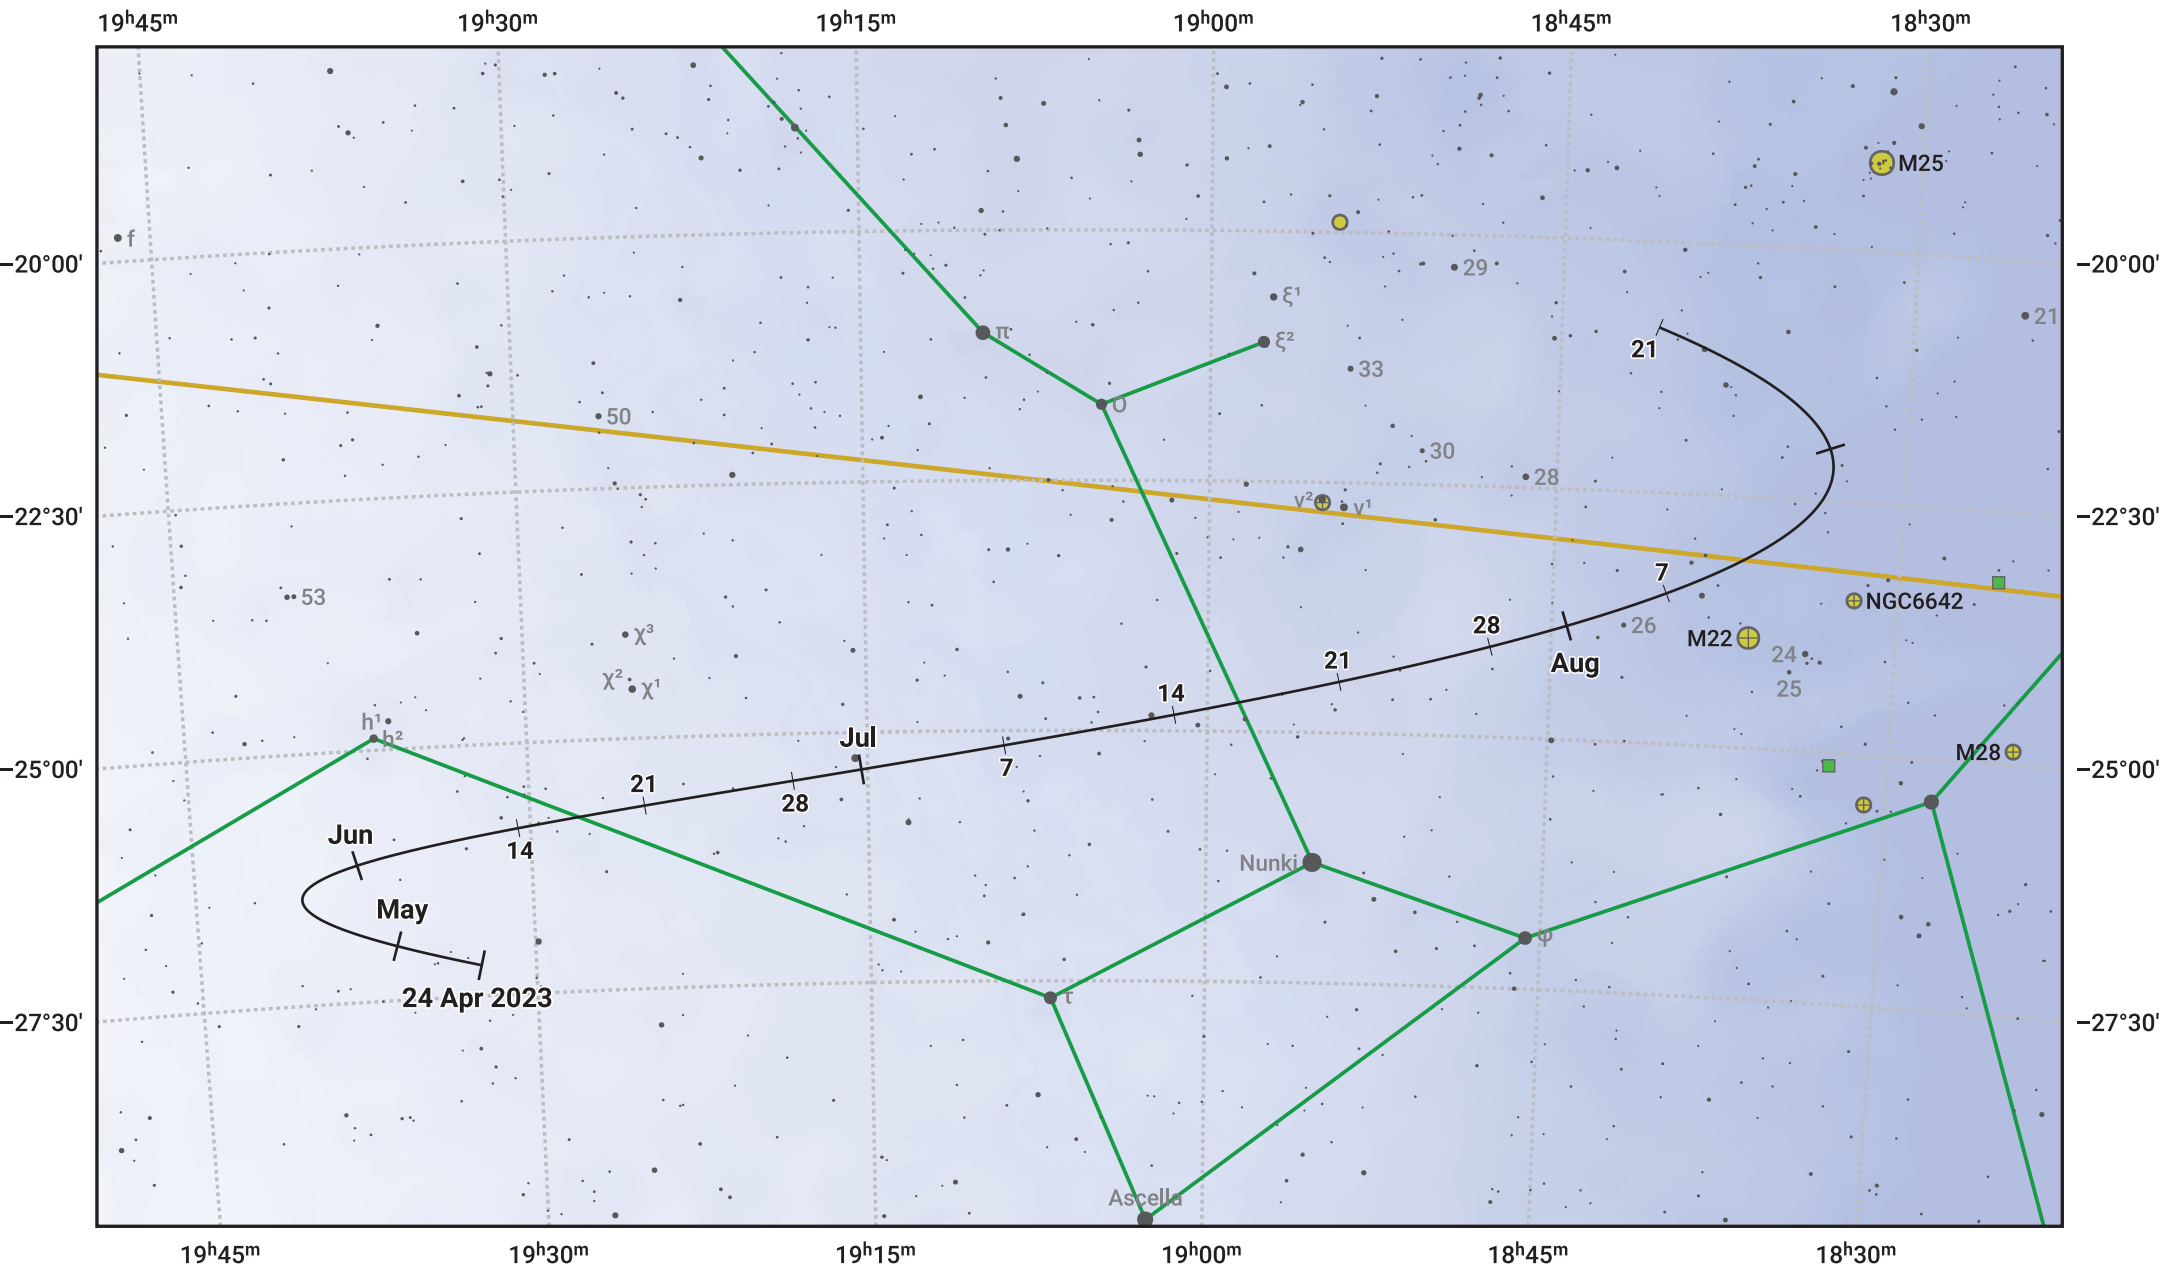 19ʰ45ᵐ 19ʰ30ᵐ 19ʰ15ᵐ 19ʰ00ᵐ 18ʰ45ᵐ 18ʰ30ᵐ
M25
f
−20°00' −20°00'
29
ξ¹
21
π
ξ²
21
33
O
50
30
28
ν² ν¹
−22°30' −22°30'
7
53
NGC6642
χ³
28
26
M22
24
21
Aug
χ² χ¹
25
14
h¹
h²
Jul
M28
−25°00' −25°00'
7
21
28
Jun
14
Nunki
May
φ
24 Apr 2023
τ
−27°30' −27°30'
Ascella
19ʰ45ᵐ 19ʰ30ᵐ 19ʰ15ᵐ 19ʰ00ᵐ 18ʰ45ᵐ 18ʰ30ᵐ